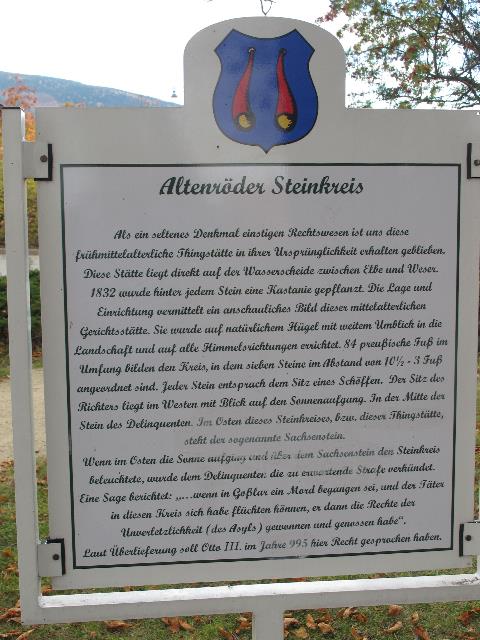 Altenröder Steinkreis
Als ein seltenes Denkmal einstigen Rechtswesen ist uns diese
frühmittelalterliche Thingstätte in ihrer Ursprünglichkeit erhalten geblieben.
Diese Stätte liegt direkt auf der Wasserscheide zwischen Elbe und Weser.
1832 wurde hinter jedem Stein eine Kastanie gepflanzt. Die Lage und
Einrichtung vermittelt ein anschauliches Bild dieser mittelalterlichen
Gerichtsstätte. Sie wurde auf natürlichem Hügel mit weitem Umblick in die
Landschaft und auf alle Himmelsrichtungen errichtet. 84 preußische Fuß im
Umfang bilden den Kreis, in dem sieben Steine im Abstand von 10½ - 3 Fuß
angeordnet sind. Jeder Stein entspruch dem Sitz eines Schöffen. Der Sitz des
Richters liegt im Westen mit Blick auf den Sonnenaufgang. In der Mitte der
Stein des Delinquenten. Im Osten dieses Steinkreises, bzw. dieser Thingstätte,
steht der sogenannte Sachsenstein.
Wenn im Osten die Sonne aufging und über dem Sachsenstein den Steinkreis
beleuchtete, wurde dem Delinquenten die zu erwartende Strafe verkündet.
Eine Sage berichtet: „...wenn in Goßlar ein Mord begangen sei, und der Täter
in diesen Kreis sich habe flüchten können, er dann die Rechte der
Unverletzlichkeit (des Asyls) gewonnen und genossen habe".
Laut Überlieferung soll Otto III. im Jahre 995 hier Recht gesprochen haben.